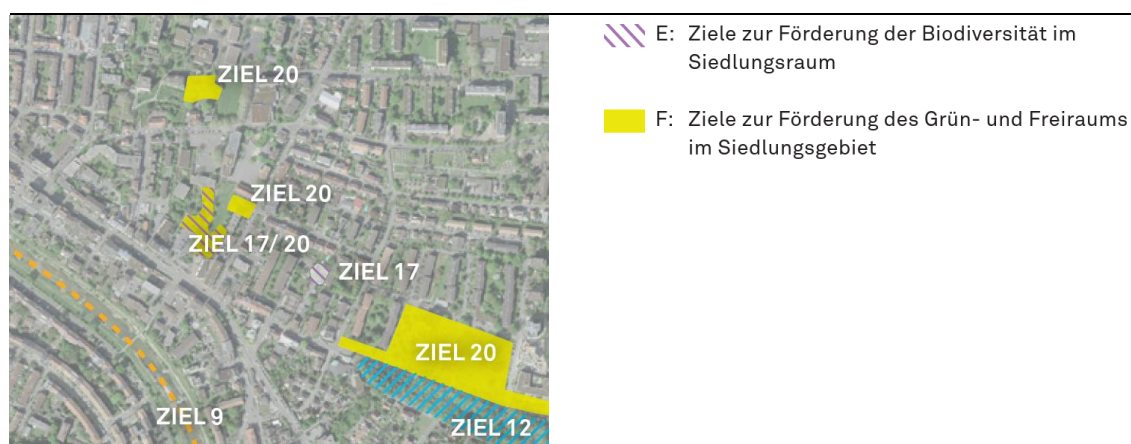 ZIEL 20
ZIEL 20
ZIEL 17/ 20
ZIEL 17
ZIEL 20
ZIEL 9
ZIEL 12
E: Ziele zur Förderung der Biodiversität im
Siedlungsraum
F: Ziele zur Förderung des Grün- und Freiraums
im Siedlungsgebiet